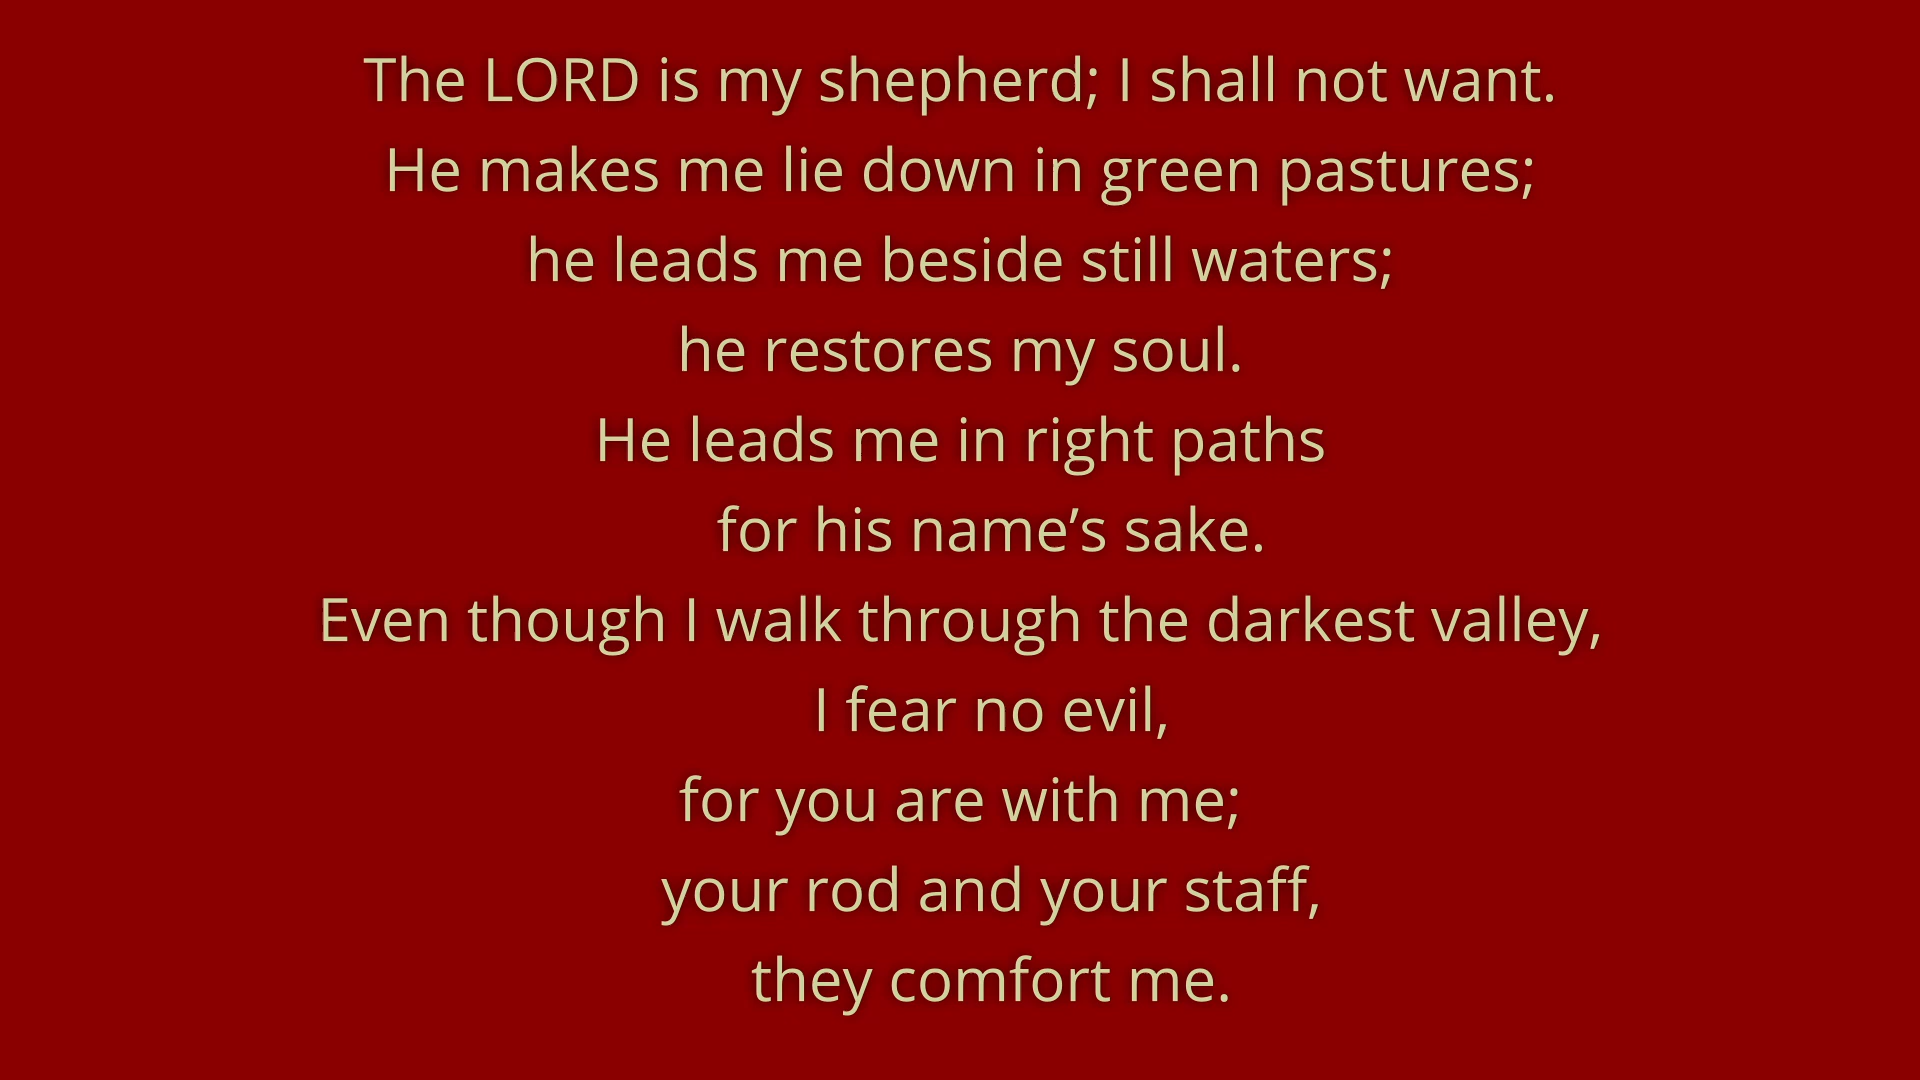 The LORD is my shepherd; I shall not want.
He makes me lie down in green pastures;
he leads me beside still waters;
he restores my soul.
He leads me in right paths
for his name’s sake.
Even though I walk through the darkest valley,
I fear no evil,
for you are with me;
your rod and your staff,
they comfort me.